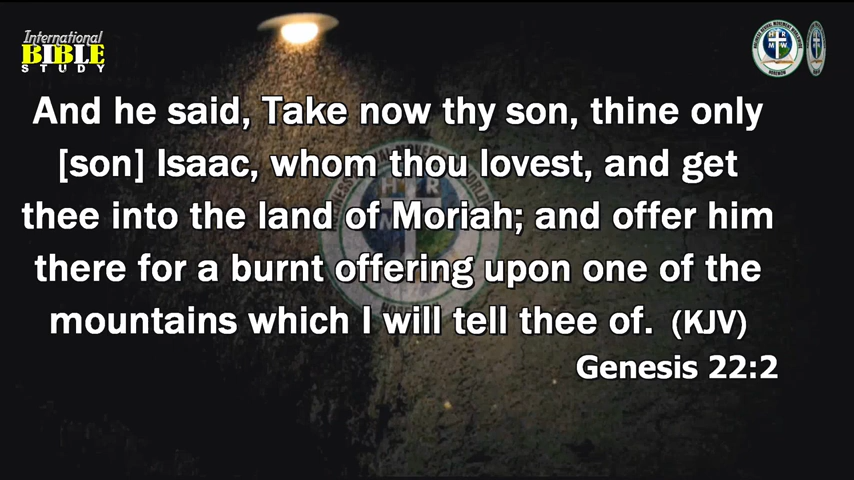 International
BIBLE
STUDY
HRMW
And he said, Take now thy son, thine only
[son] Isaac, whom thou lovest, and get
thee into the land of Moriah; and offer him
there for a burnt offering upon one of the
mountains which I will tell thee of. (KJV)
Genesis 22:2